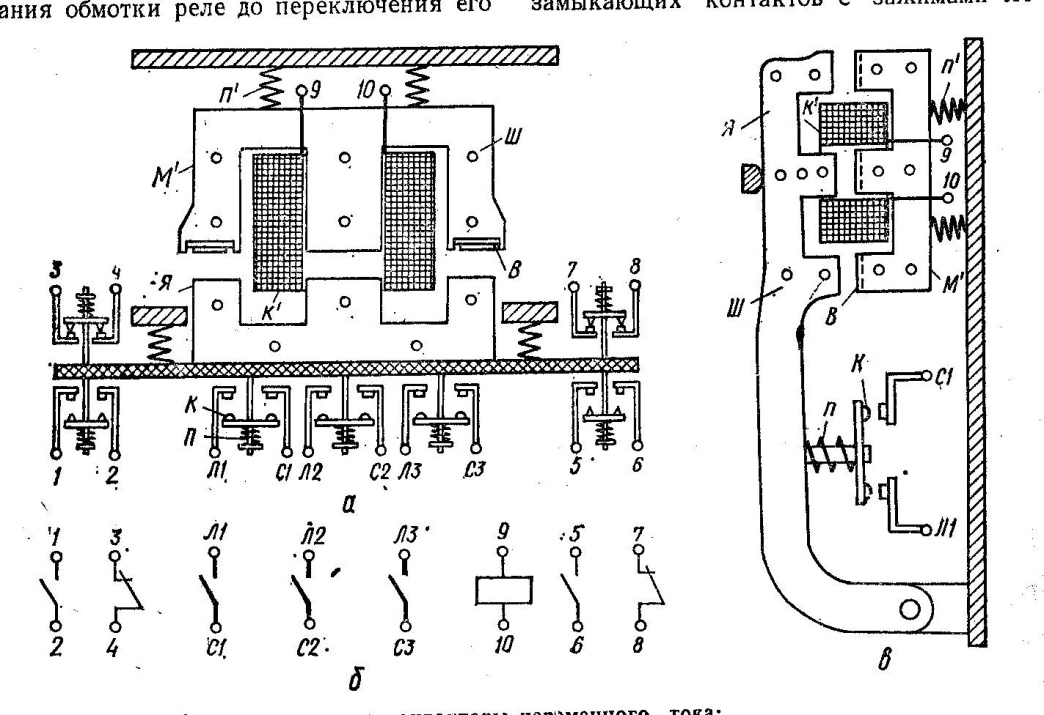 ания обмотки реле до переключения его замыкающих контактов с зажимами
П' 9 10 Ш
М'
В
3 4 Я К' 7 8
К
П
1 2 Л1 С1 Л2 С2 Л3 С3 5 6
а
1 3 Л1 Л2 Л3 9 5 7
2 4 С1 С2 С3 10 6 8
б
П'
К'
Я
9
10
Ш В М'
К С1
П
Л1
в
переменного тока: